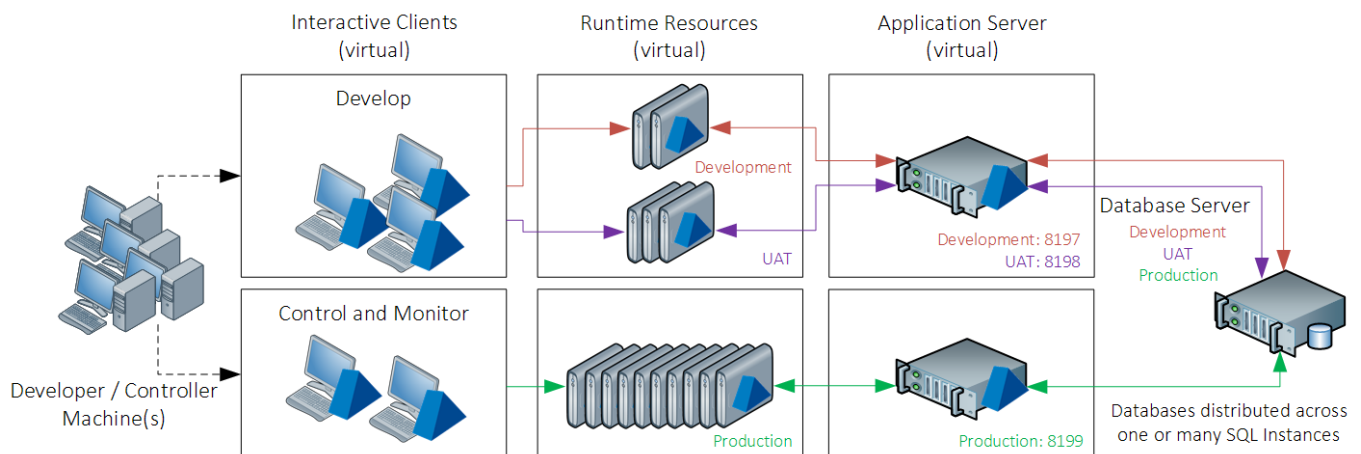 Interactive Clients
(virtual)
Runtime Resources
(virtual)
Application Server
(virtual)
Develop
Development
UAT
Development: 8197
UAT: 8198
Database Server
Development
UAT
Production
Control and Monitor
Production
Production: 8199
Developer / Controller
Machine(s)
Databases distributed across
one or many SQL Instances